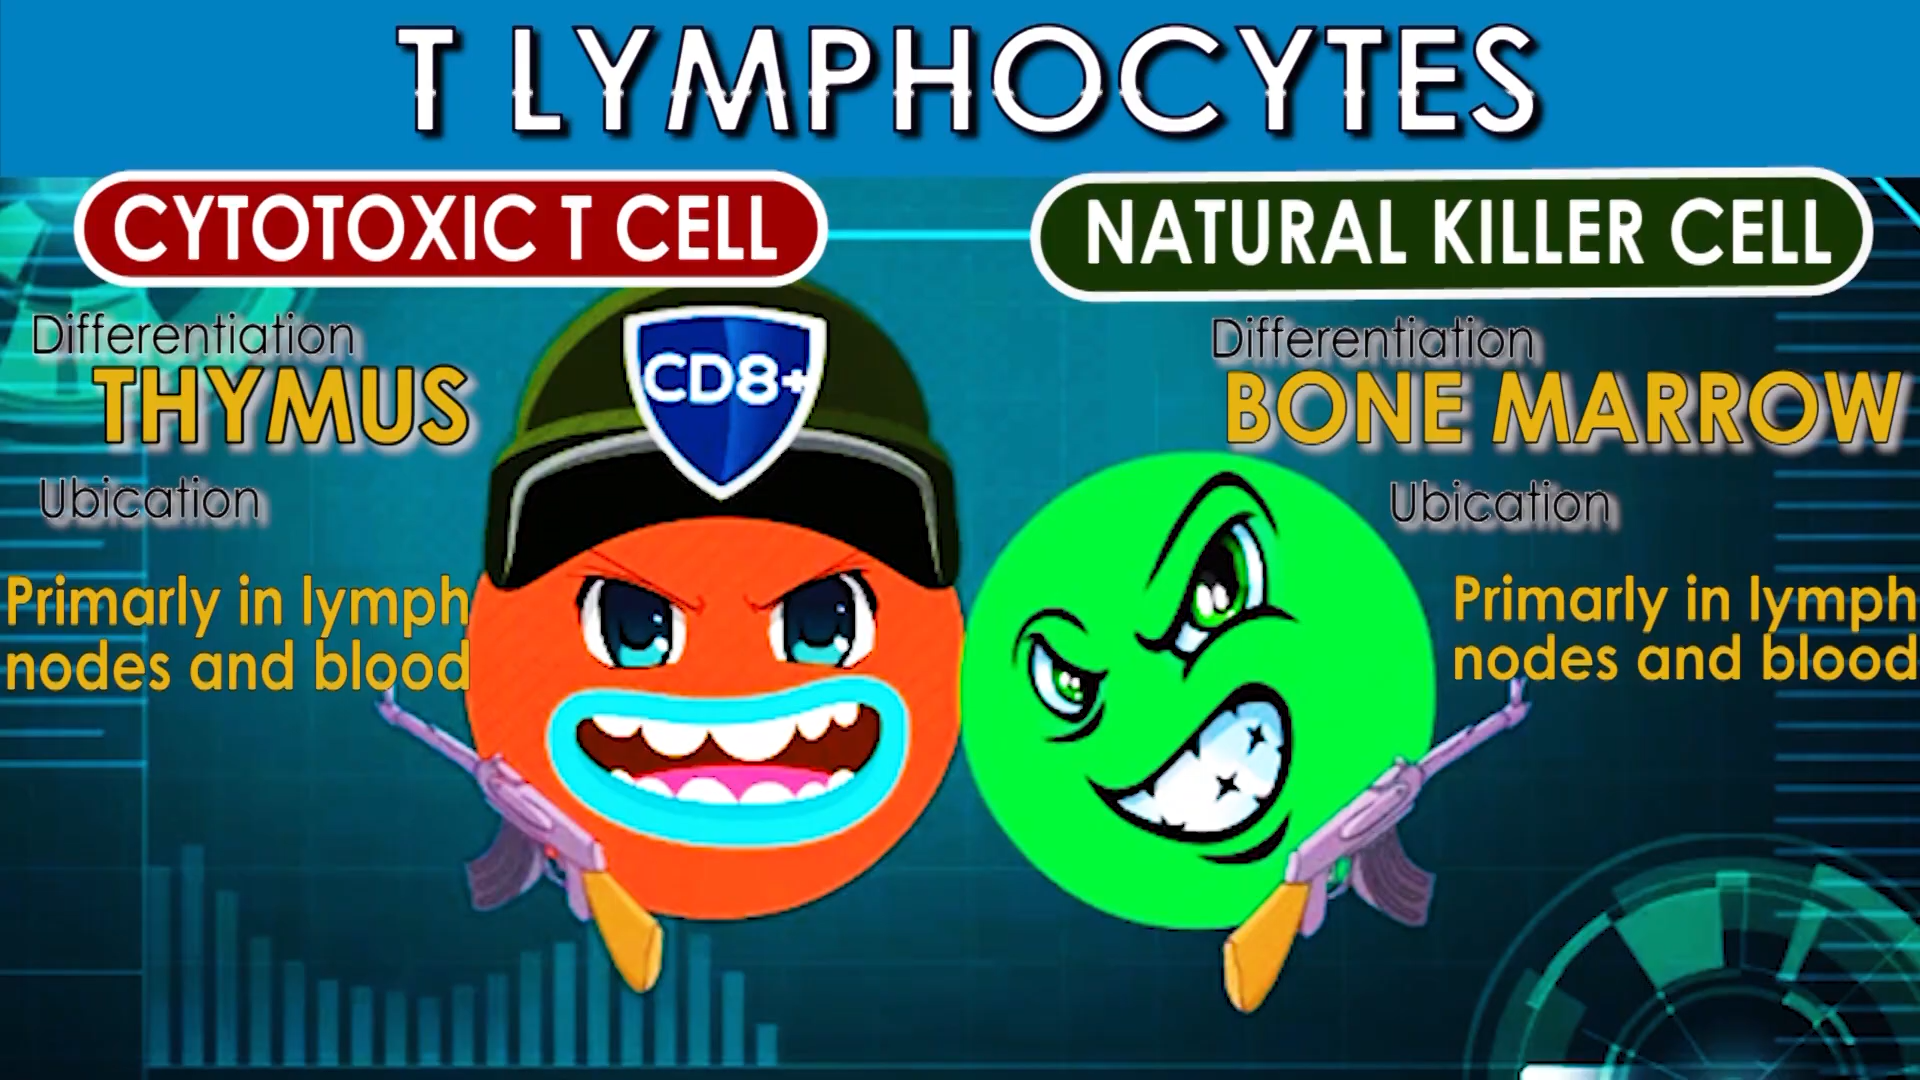 T LYMPHOCYTES
CYTOTOXIC T CELL
NATURAL KILLER CELL
Differentiation
THYMUS
Ubication
Primarly in lymph
nodes and blood
CD8+
Differentiation
BONE MARROW
Ubication
Primarly in lymph
nodes and blood